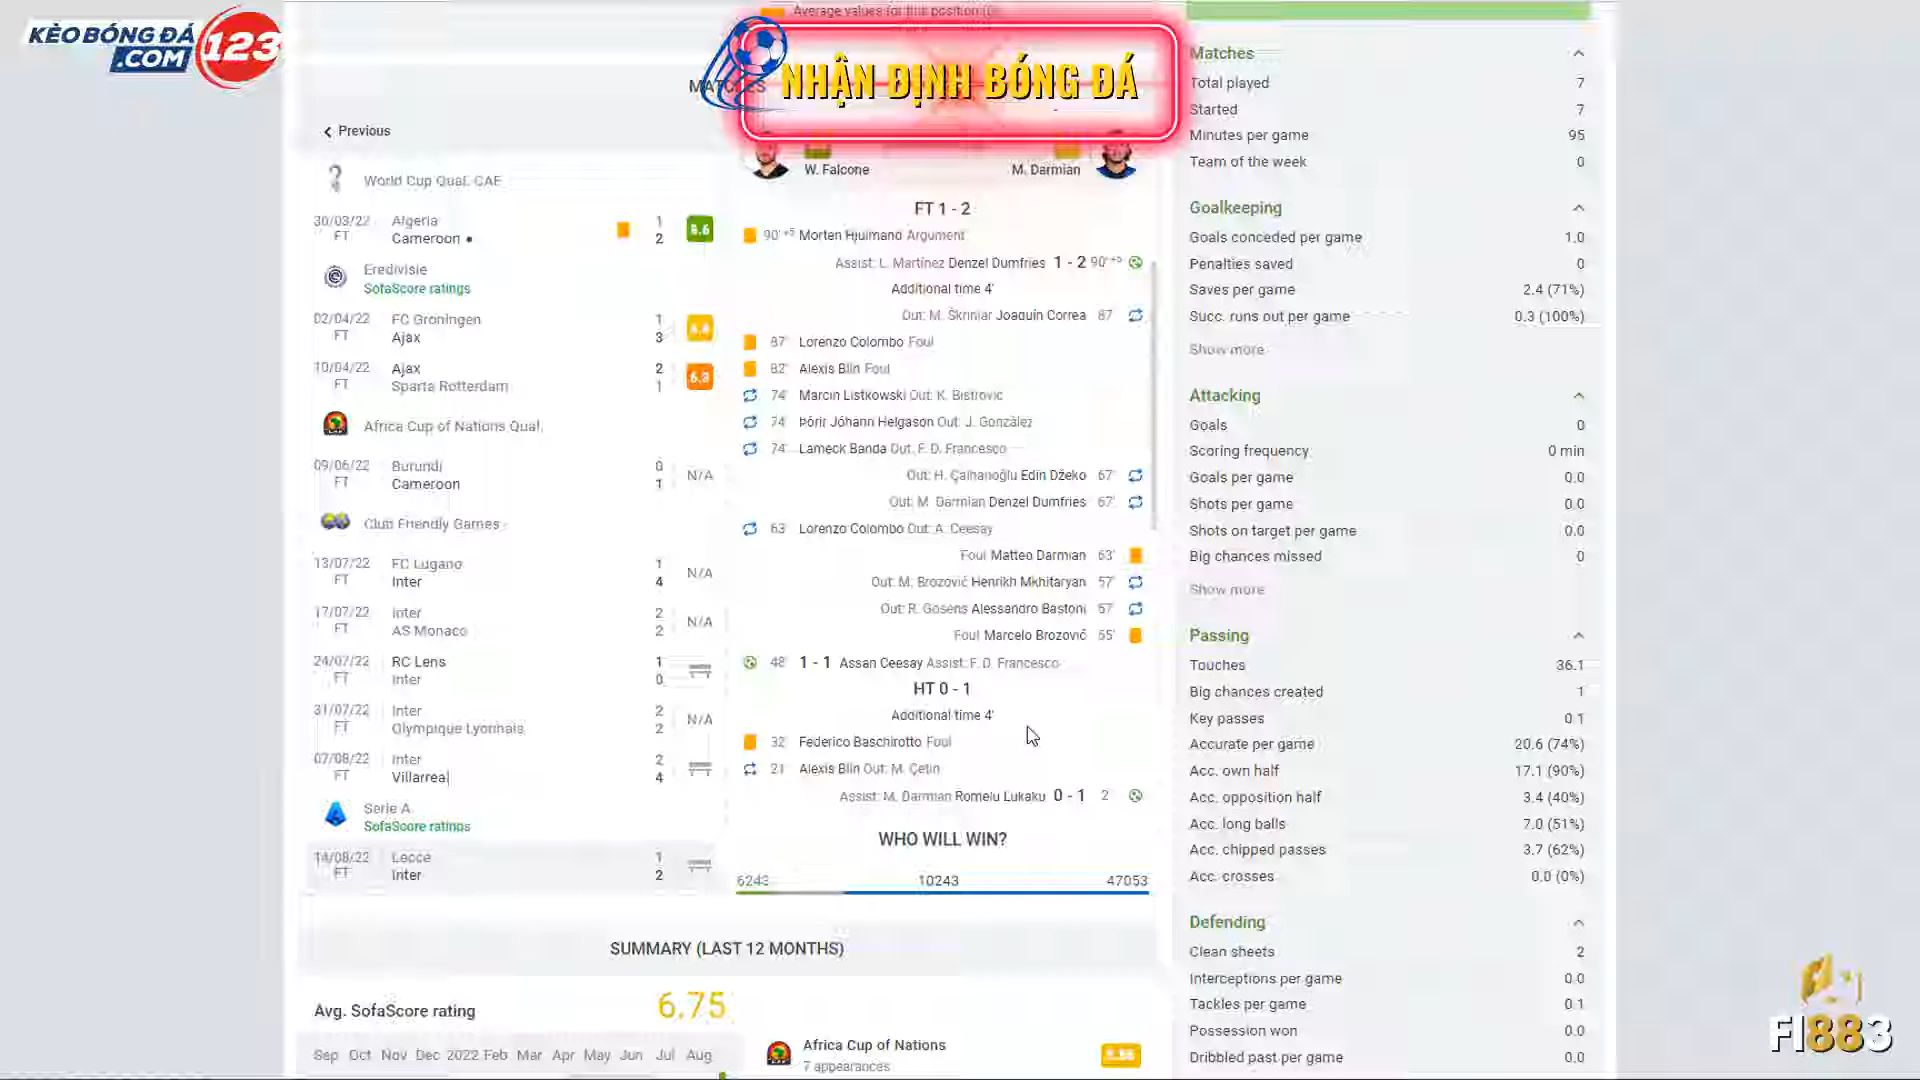 KÈO BÓNG ĐÁ
.COM
123
NHẬN ĐỊNH BÓNG ĐÁ
Average values for this position
Previous
World Cup Qual. CAF
30/03/22 Algeria 1
FT Cameroon 2
8.6
Eredivisie
SofaScore ratings
02/04/22 FC Groningen 1
FT Ajax 3
10/04/22 Ajax 2
FT Sparta Rotterdam 1
6.3
Africa Cup of Nations Qual.
09/06/22 Burundi 0
FT Cameroon 1
N/A
Club Friendly Games
13/07/22 FC Lugano 1
FT Inter 4
N/A
17/07/22 Inter 2
FT AS Monaco 2
N/A
24/07/22 RC Lens 1
FT Inter 0
31/07/22 Inter 2
FT Olympique Lyonnais 2
N/A
07/08/22 Inter 2
FT Villarreal 4
Serie A
SofaScore ratings
14/08/22 Lecce 1
FT Inter 2
W. Falcone
M. Darmian
FT 1 - 2
90' +5 Morten Hjulmand Argument
Assist: L. Martínez Denzel Dumfries 1 - 2 90' +5
Additional time 4'
Out: M. Škriniar Joaquín Correa 87'
87' Lorenzo Colombo Foul
82' Alexis Blin Foul
74' Marcin Listkowski Out: K. Bistrovic
74' Þórir Jóhann Helgason Out: J. González
74' Lameck Banda Out: F. D. Francesco
Out: H. Çalhanoğlu Edin Džeko 67'
Out: M. Darmian Denzel Dumfries 67'
63' Lorenzo Colombo Out: A. Ceesay
Foul Matteo Darmian 63'
Out: M. Brozović Henrikh Mkhitaryan 57'
Out: R. Gosens Alessandro Bastoni 57'
Foul Marcelo Brozović 55'
48' 1 - 1 Assan Ceesay Assist: F. D. Francesco
HT 0 - 1
Additional time 4'
32' Federico Baschirotto Foul
21' Alexis Blin Out: M. Çetin
Assist: M. Darmian Romelu Lukaku 0 - 1 2'
WHO WILL WIN?
6243 10243 47053
SUMMARY (LAST 12 MONTHS)
Avg. SofaScore rating 6.75
Sep Oct Nov Dec 2022 Feb Mar Apr May Jun Jul Aug
Africa Cup of Nations
7 appearances
Matches
Total played 7
Started 7
Minutes per game 95
Team of the week 0
Goalkeeping
Goals conceded per game 1.0
Penalties saved 0
Saves per game 2.4 (71%)
Succ. runs out per game 0.3 (100%)
Show more
Attacking
Goals 0
Scoring frequency 0 min
Goals per game 0.0
Shots per game 0.0
Shots on target per game 0.0
Big chances missed 0
Show more
Passing
Touches 36.1
Big chances created 1
Key passes 0.1
Accurate per game 20.6 (74%)
Acc. own half 17.1 (90%)
Acc. opposition half 3.4 (40%)
Acc. long balls 7.0 (51%)
Acc. chipped passes 3.7 (62%)
Acc. crosses 0.0 (0%)
Defending
Clean sheets 2
Interceptions per game 0.0
Tackles per game 0.1
Possession won 0.0
Dribbled past per game 0.0
FI883